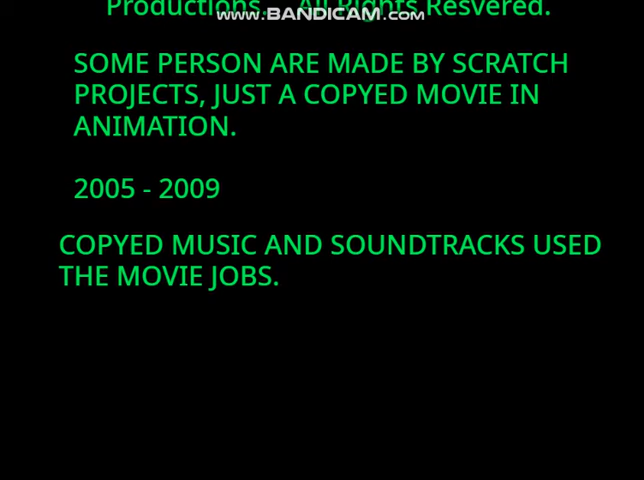 Productions. All Rights Resvered.
www.BANDICAM.com
SOME PERSON ARE MADE BY SCRATCH
PROJECTS, JUST A COPYED MOVIE IN
ANIMATION.
2005 - 2009
COPYED MUSIC AND SOUNDTRACKS USED
THE MOVIE JOBS.